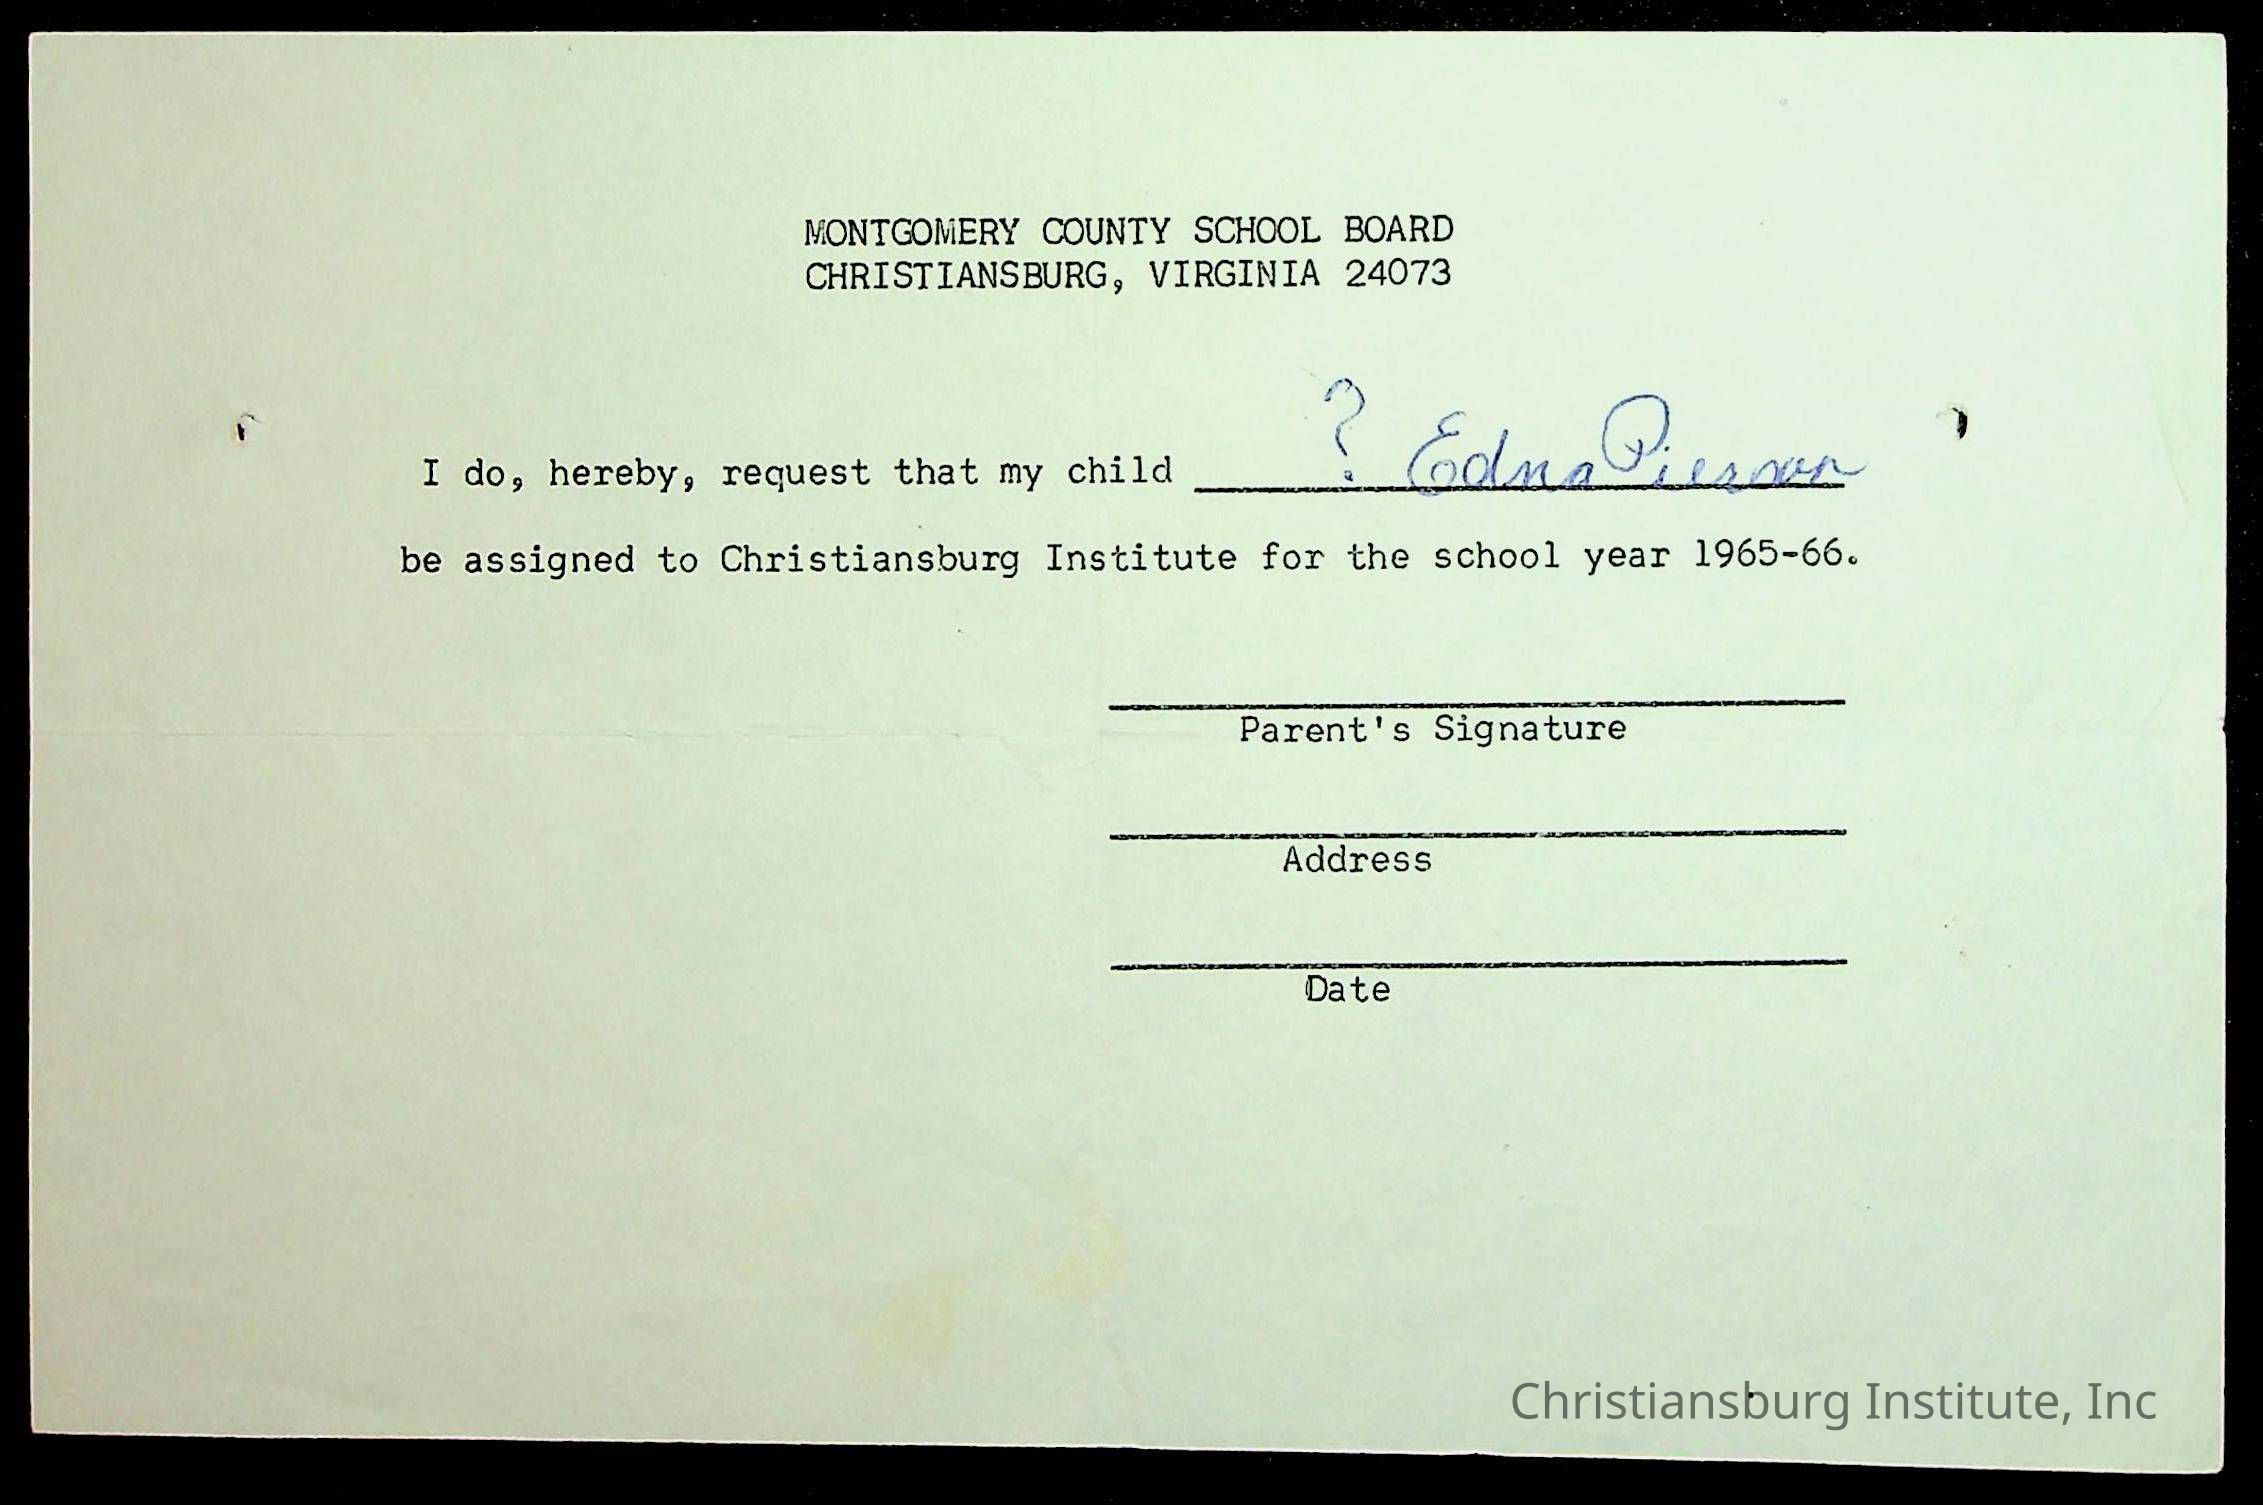 MONTGOMERY COUNTY SCHOOL BOARD
CHRISTIANSBURG, VIRGINIA 24073
I do, hereby, request that my child ? Edna Pierson
be assigned to Christiansburg Institute for the school year 1965-66.
Parent's Signature
Address
Date
Christiansburg Institute, Inc